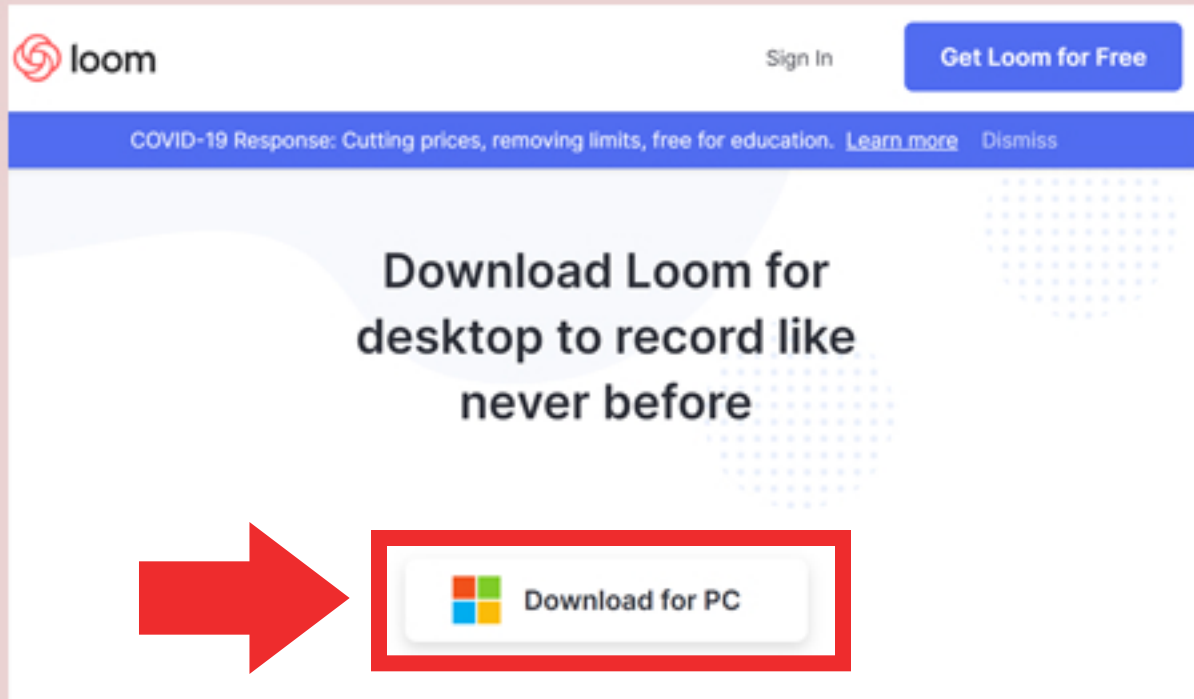 loom
Sign In
Get Loom for Free
COVID-19 Response: Cutting prices, removing limits, free for education. Learn more Dismiss
Download Loom for
desktop to record like
never before
Download for PC